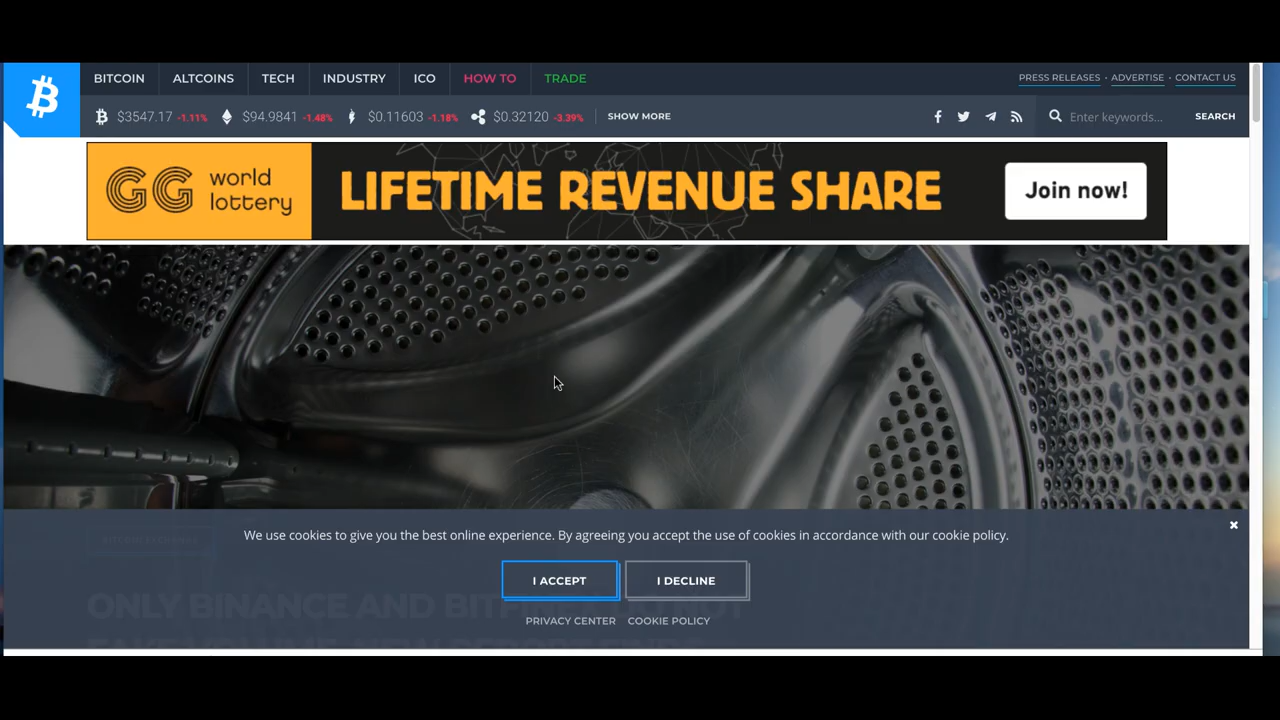 BITCOIN ALTCOINS TECH INDUSTRY ICO HOW TO TRADE PRESS RELEASES · ADVERTISE · CONTACT US
$3547.17 -1.11% $94.9841 -1.48% $0.11603 -1.18% $0.32120 -3.39% SHOW MORE Enter keywords... SEARCH
GG world lottery LIFETIME REVENUE SHARE Join now!
We use cookies to give you the best online experience. By agreeing you accept the use of cookies in accordance with our cookie policy.
I ACCEPT I DECLINE
ONLY BINANCE AND BITFINEX DO NOT
PRIVACY CENTER COOKIE POLICY